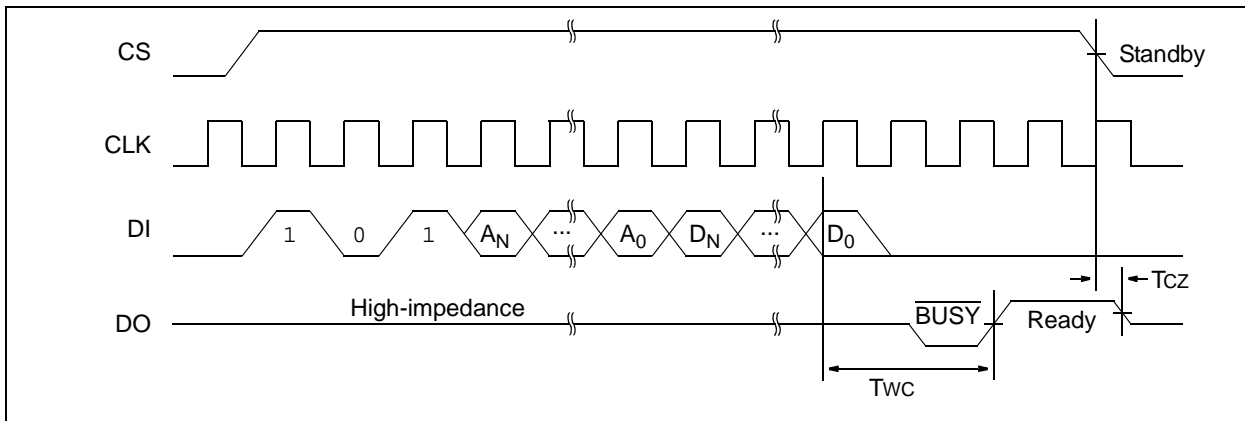 CS
Standby
CLK
DI
1 0 1 AN ... A0 DN ... D0
TCZ
DO
High-impedance
BUSY
Ready
TWC